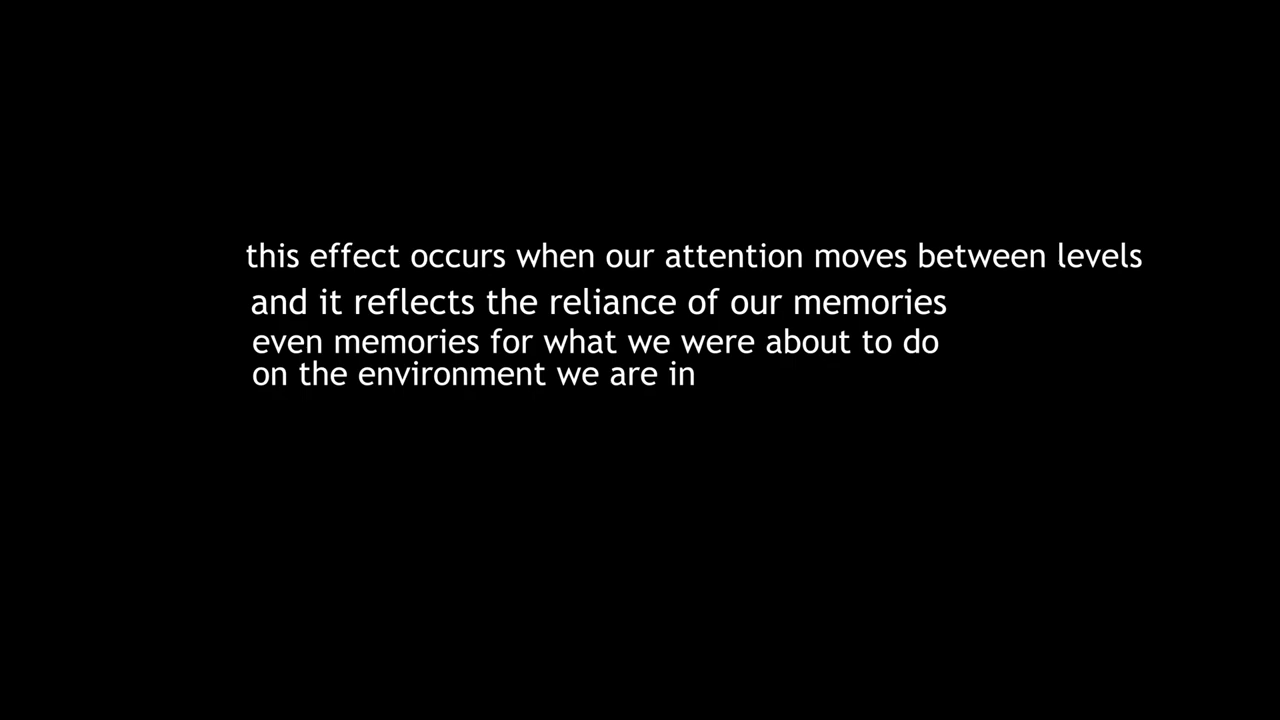 this effect occurs when our attention moves between levels
and it reflects the reliance of our memories
even memories for what we were about to do
on the environment we are in